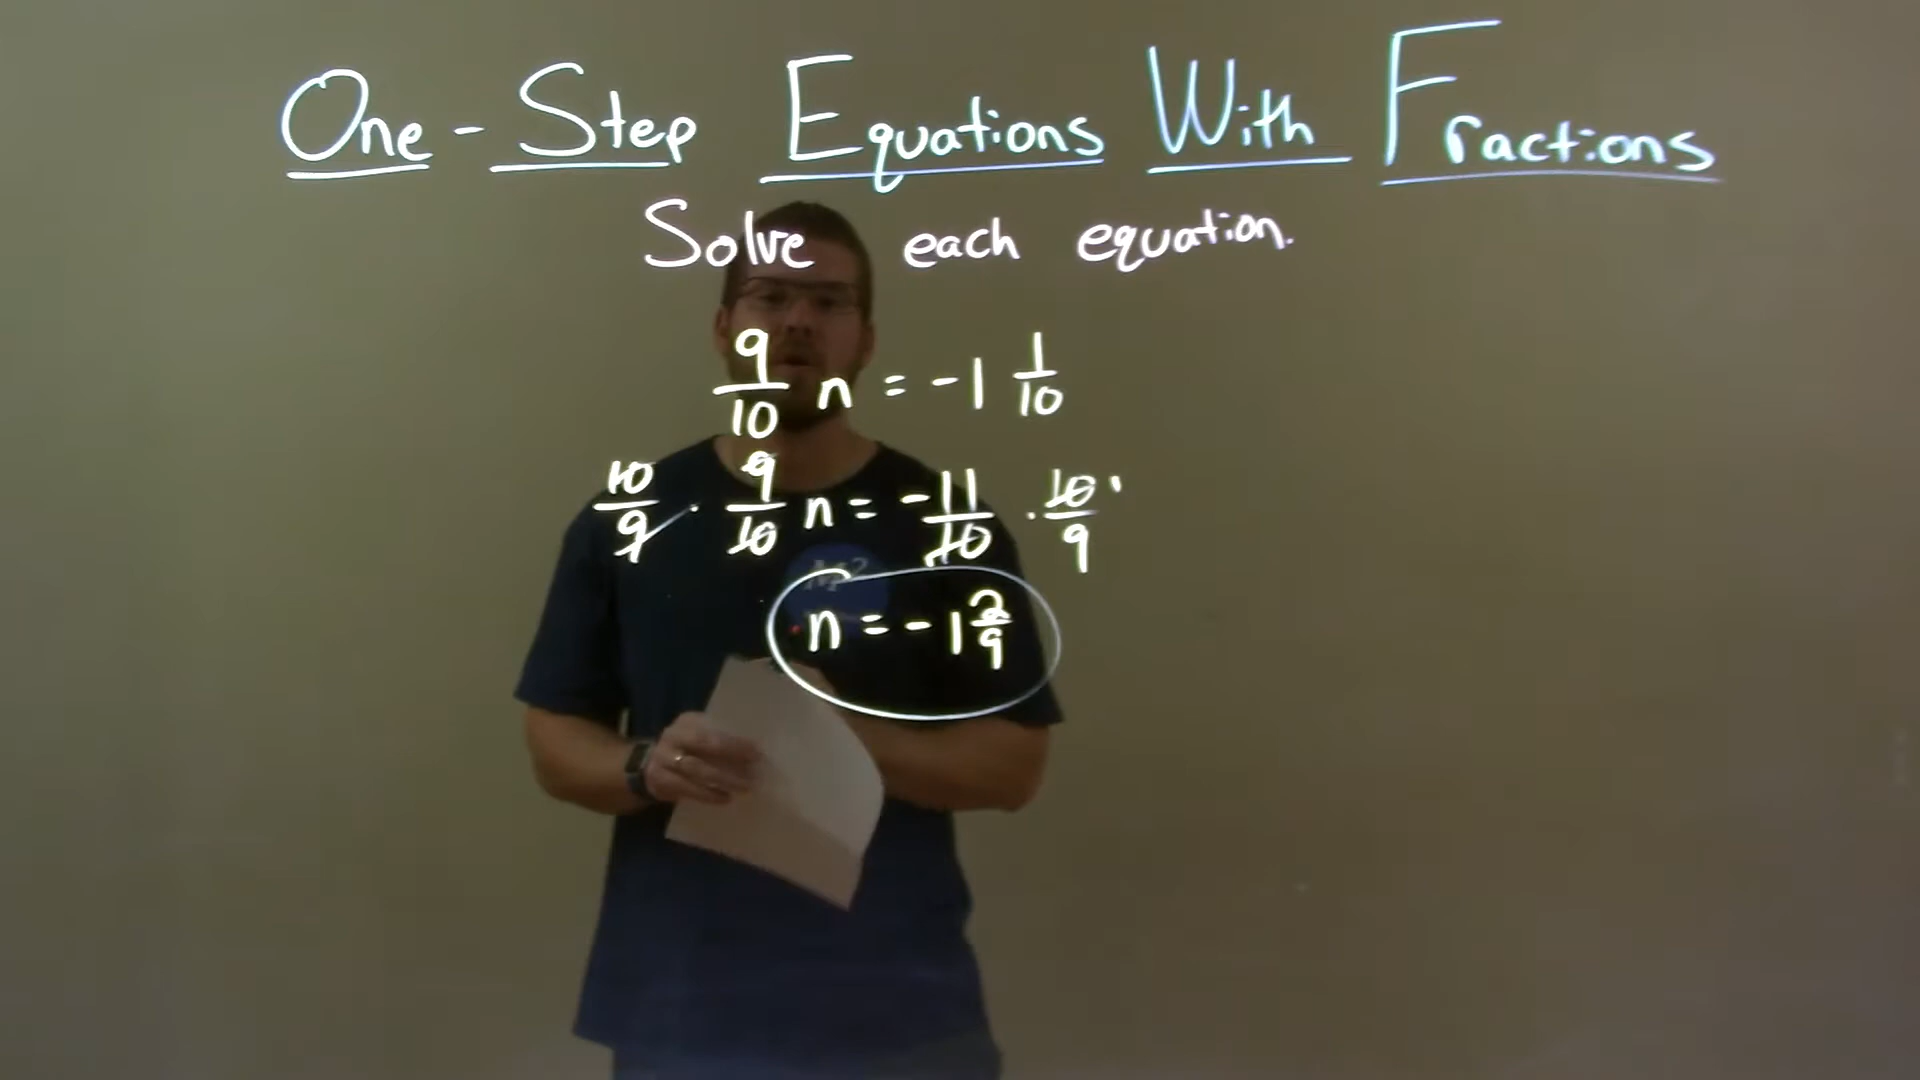 One-Step Equations With Fractions
Solve each equation.
9/10 n = -1 1/10
10/9 · 9/10 n = -11/10 · 10/9
M²
n = -1 2/9